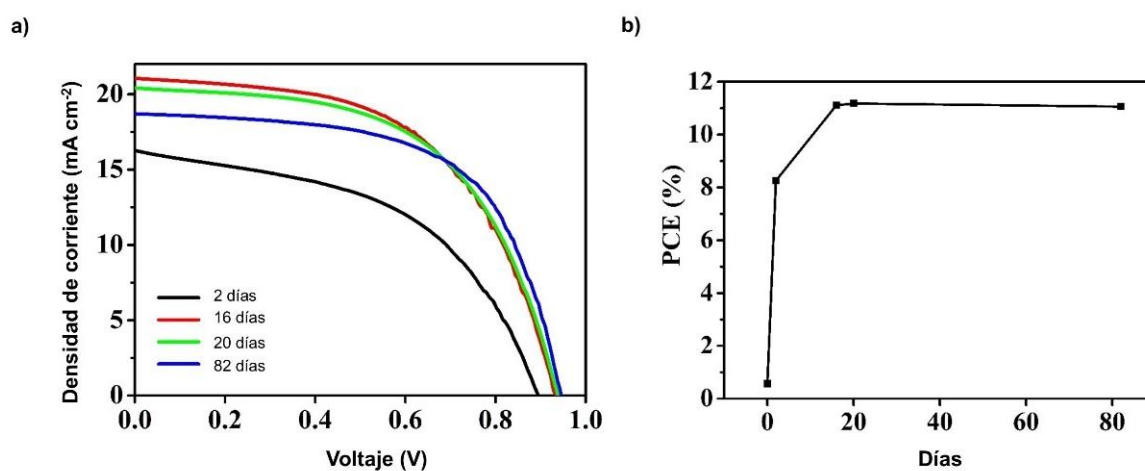 a)
Densidad de corriente (mA cm-2)
20
15
10
5
0
2 días
16 días
20 días
82 días
0.0 0.2 0.4 0.6 0.8 1.0
Voltaje (V)
b)
PCE (%)
12
10
8
6
4
2
0
0 20 40 60 80
Días